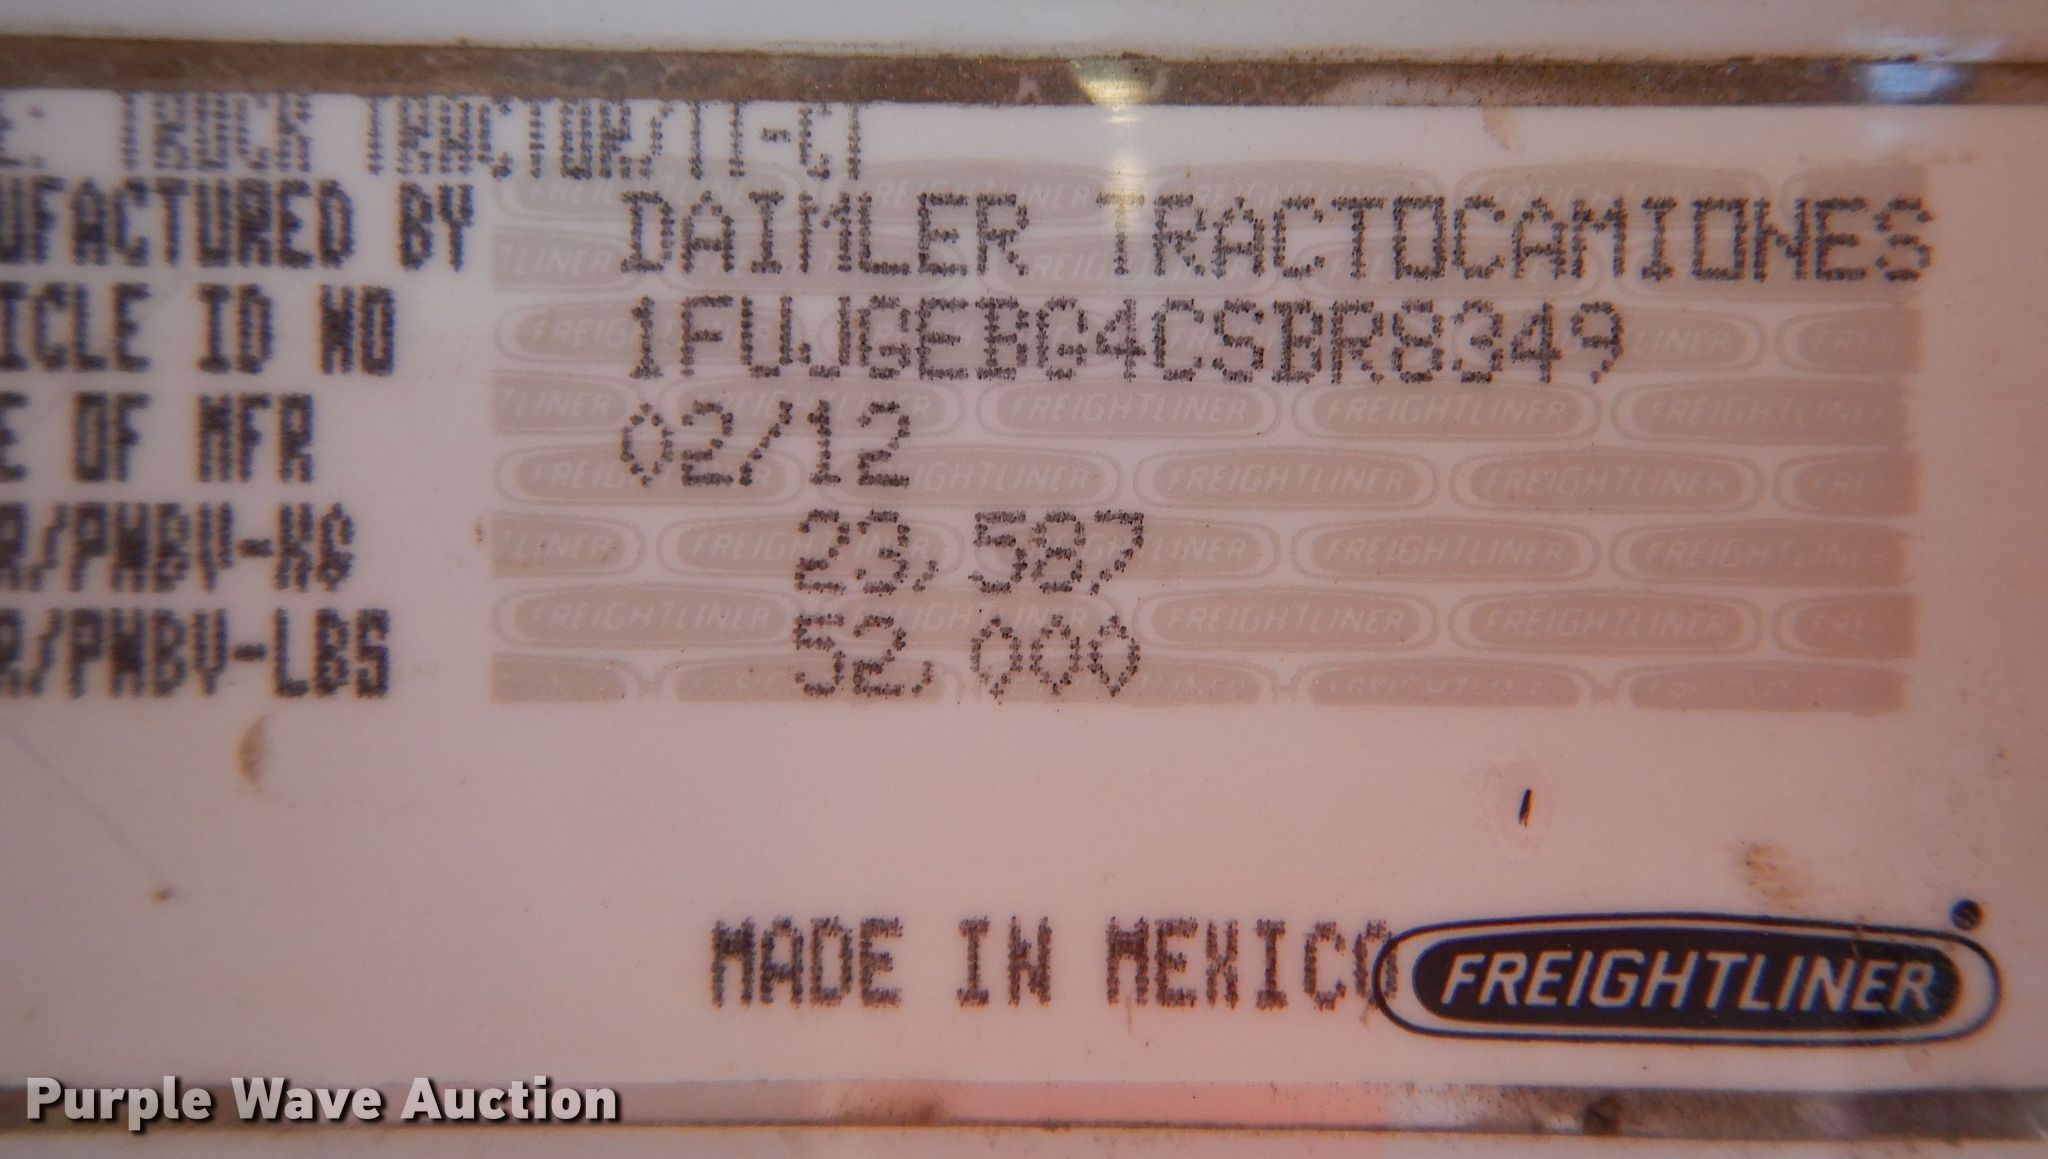 E: TRUCK TRACTOR/TT-CT
UFACTURED BY DAIMLER TRACTOCAMIONES
ICLE ID NO 1FUJGEBG4CSBR8349
E OF MFR 02/12
R/PNBV-KG 23,587
R/PNBV-LBS 52,000
MADE IN MEXICO FREIGHTLINER
Purple Wave Auction